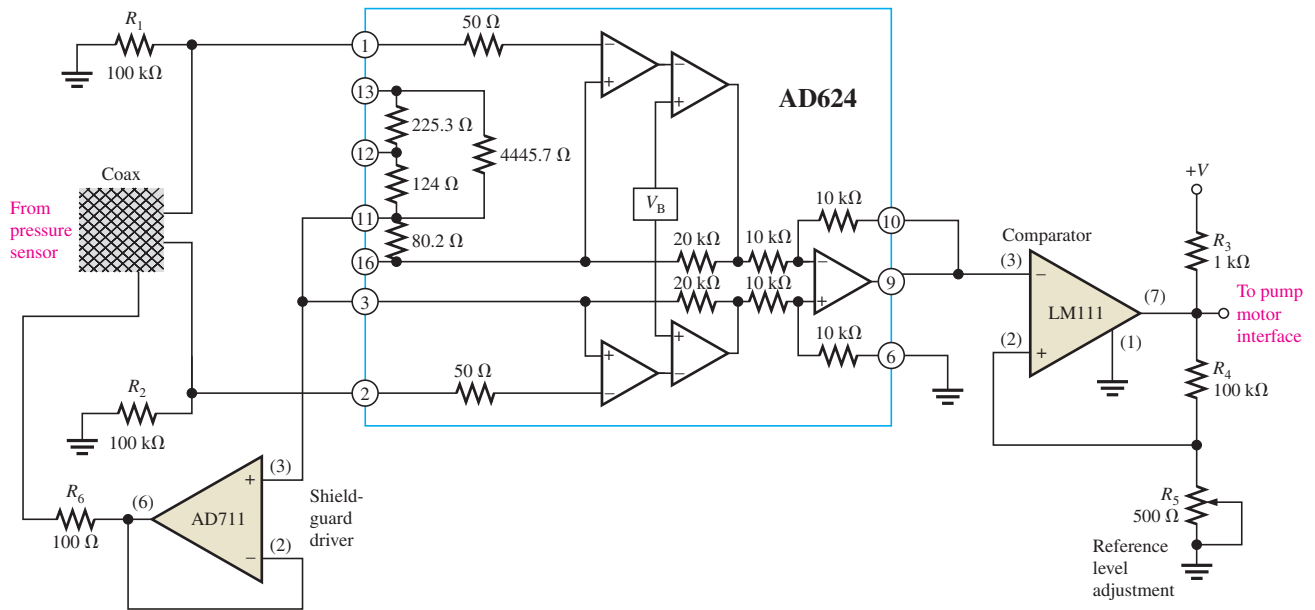 R1
100 kΩ
1
50 Ω
−
+
−
+
AD624
13
225.3 Ω
12
4445.7 Ω
124 Ω
11
80.2 Ω
16
3
2
50 Ω
VB
20 kΩ
10 kΩ
20 kΩ
10 kΩ
10 kΩ
10
−
+
9
10 kΩ
6
+
−
+
−
Coax
From
pressure
sensor
R2
100 kΩ
R6
100 Ω
(6)
AD711
+
−
(3)
(2)
Shield-
guard
driver
Comparator
(3)
−
LM111
(2)
+
(7)
(1)
+V
R3
1 kΩ
To pump
motor
interface
R4
100 kΩ
R5
500 Ω
Reference
level
adjustment